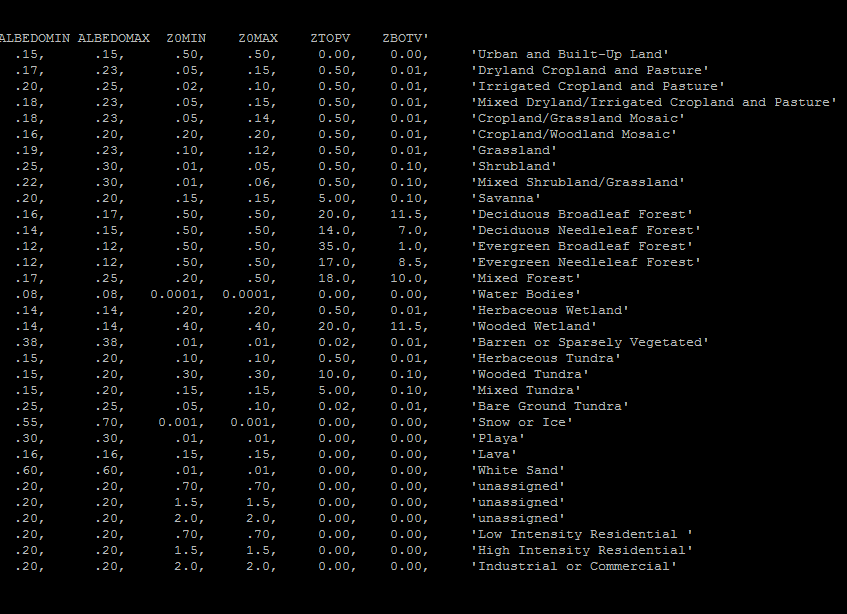 ALBEDOMIN ALBEDOMAX Z0MIN Z0MAX ZTOPV ZBOTV'
.15, .15, .50, .50, 0.00, 0.00, 'Urban and Built-Up Land'
.17, .23, .05, .15, 0.50, 0.01, 'Dryland Cropland and Pasture'
.20, .25, .02, .10, 0.50, 0.01, 'Irrigated Cropland and Pasture'
.18, .23, .05, .15, 0.50, 0.01, 'Mixed Dryland/Irrigated Cropland and Pasture'
.18, .23, .05, .14, 0.50, 0.01, 'Cropland/Grassland Mosaic'
.16, .20, .20, .20, 0.50, 0.01, 'Cropland/Woodland Mosaic'
.19, .23, .10, .12, 0.50, 0.01, 'Grassland'
.25, .30, .01, .05, 0.50, 0.10, 'Shrubland'
.22, .30, .01, .06, 0.50, 0.10, 'Mixed Shrubland/Grassland'
.20, .20, .15, .15, 5.00, 0.10, 'Savanna'
.16, .17, .50, .50, 20.0, 11.5, 'Deciduous Broadleaf Forest'
.14, .15, .50, .50, 14.0, 7.0, 'Deciduous Needleleaf Forest'
.12, .12, .50, .50, 35.0, 1.0, 'Evergreen Broadleaf Forest'
.12, .12, .50, .50, 17.0, 8.5, 'Evergreen Needleleaf Forest'
.17, .25, .20, .50, 18.0, 10.0, 'Mixed Forest'
.08, .08, 0.0001, 0.0001, 0.00, 0.00, 'Water Bodies'
.14, .14, .20, .20, 0.50, 0.01, 'Herbaceous Wetland'
.14, .14, .40, .40, 20.0, 11.5, 'Wooded Wetland'
.38, .38, .01, .01, 0.02, 0.01, 'Barren or Sparsely Vegetated'
.15, .20, .10, .10, 0.50, 0.01, 'Herbaceous Tundra'
.15, .20, .30, .30, 10.0, 0.10, 'Wooded Tundra'
.15, .20, .15, .15, 5.00, 0.10, 'Mixed Tundra'
.25, .25, .05, .10, 0.02, 0.01, 'Bare Ground Tundra'
.55, .70, 0.001, 0.001, 0.00, 0.00, 'Snow or Ice'
.30, .30, .01, .01, 0.00, 0.00, 'Playa'
.16, .16, .15, .15, 0.00, 0.00, 'Lava'
.60, .60, .01, .01, 0.00, 0.00, 'White Sand'
.20, .20, .70, .70, 0.00, 0.00, 'unassigned'
.20, .20, 1.5, 1.5, 0.00, 0.00, 'unassigned'
.20, .20, 2.0, 2.0, 0.00, 0.00, 'unassigned'
.20, .20, .70, .70, 0.00, 0.00, 'Low Intensity Residential '
.20, .20, 1.5, 1.5, 0.00, 0.00, 'High Intensity Residential'
.20, .20, 2.0, 2.0, 0.00, 0.00, 'Industrial or Commercial'